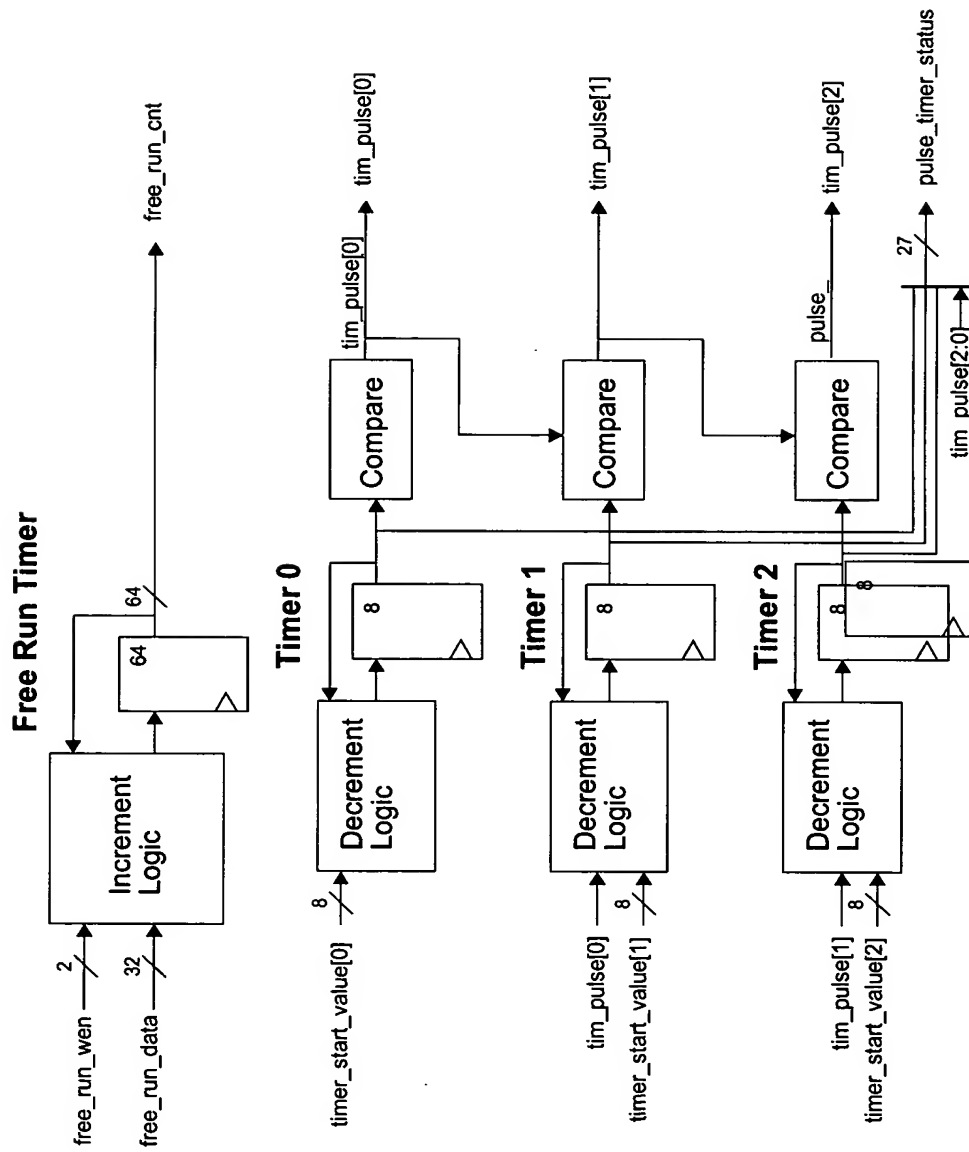 Free Run Timer
free_run_wen
2
free_run_data
32
Increment
Logic
64
64
free_run_cnt
Timer 0
timer_start_value[0]
8
Decrement
Logic
8
Compare
tim_pulse[0]
tim_pulse[0]
Timer 1
tim_pulse[0]
timer_start_value[1]
8
Decrement
Logic
8
Compare
tim_pulse[1]
Timer 2
tim_pulse[1]
timer_start_value[2]
8
Decrement
Logic
8
8
Compare
pulse_
tim_pulse[2]
tim_pulse[2:0]
27
pulse_timer_status